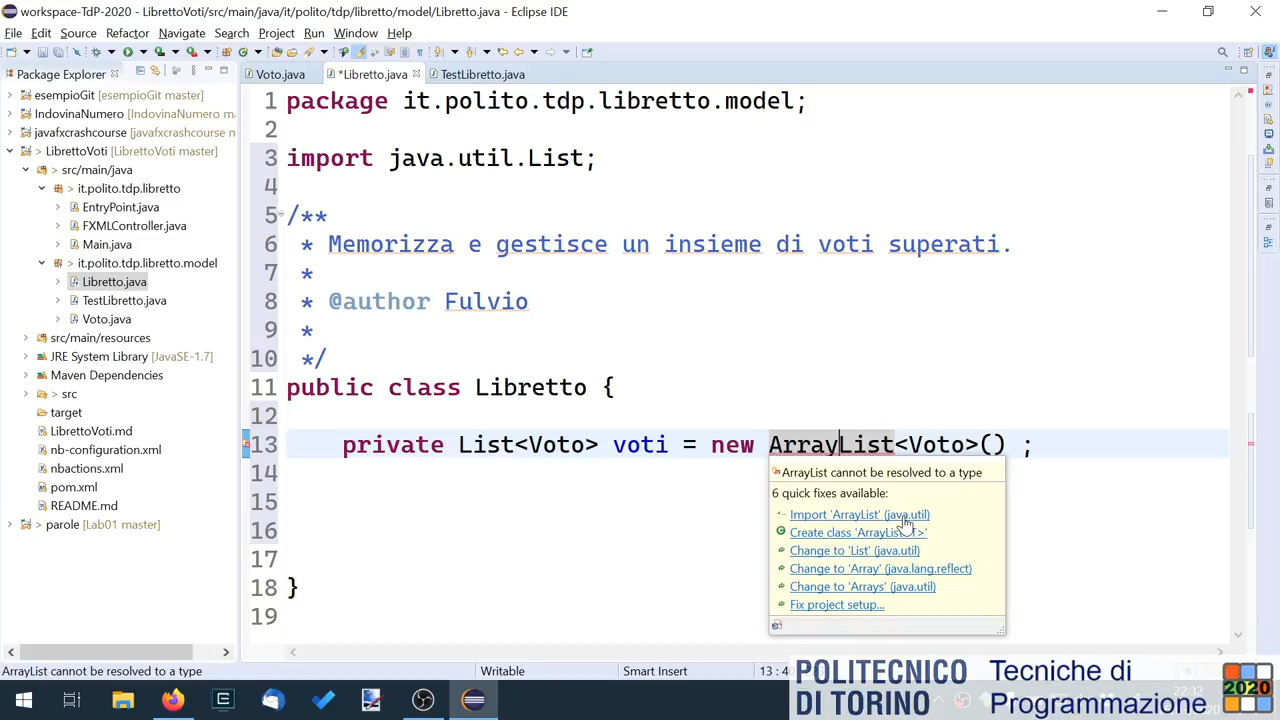 workspace-TdP-2020 - LibrettoVoti/src/main/java/it/polito/tdp/libretto/model/Libretto.java - Eclipse IDE
File Edit Source Refactor Navigate Search Project Run Window Help
Package Explorer
Voto.java *Libretto.java TestLibretto.java
> esempioGit [esempioGit master]
> IndovinaNumero [IndovinaNumero m
> javafxcrashcourse [javafxcrashcourse m
> LibrettoVoti [LibrettoVoti master]
> src/main/java
> it.polito.tdp.libretto
EntryPoint.java
FXMLController.java
Main.java
> it.polito.tdp.libretto.model
Libretto.java
TestLibretto.java
Voto.java
src/main/resources
JRE System Library [JavaSE-1.7]
Maven Dependencies
> src
target
LibrettoVoti.md
nb-configuration.xml
nbactions.xml
pom.xml
README.md
> parole [Lab01 master]
1 package it.polito.tdp.libretto.model;
2
3 import java.util.List;
4
5 /**
6 * Memorizza e gestisce un insieme di voti superati.
7 *
8 * @author Fulvio
9 *
10 */
11 public class Libretto {
12
13 private List<Voto> voti = new ArrayList<Voto>() ;
14
15
16
17
18 }
19
ArrayList cannot be resolved to a type
6 quick fixes available:
Import 'ArrayList' (java.util)
Create class 'ArrayList<T>'
Change to 'List' (java.util)
Change to 'Array' (java.lang.reflect)
Change to 'Arrays' (java.util)
Fix project setup...
ArrayList cannot be resolved to a type Writable Smart Insert
POLITECNICO
DI TORINO
Tecniche di
Programmazione
2020